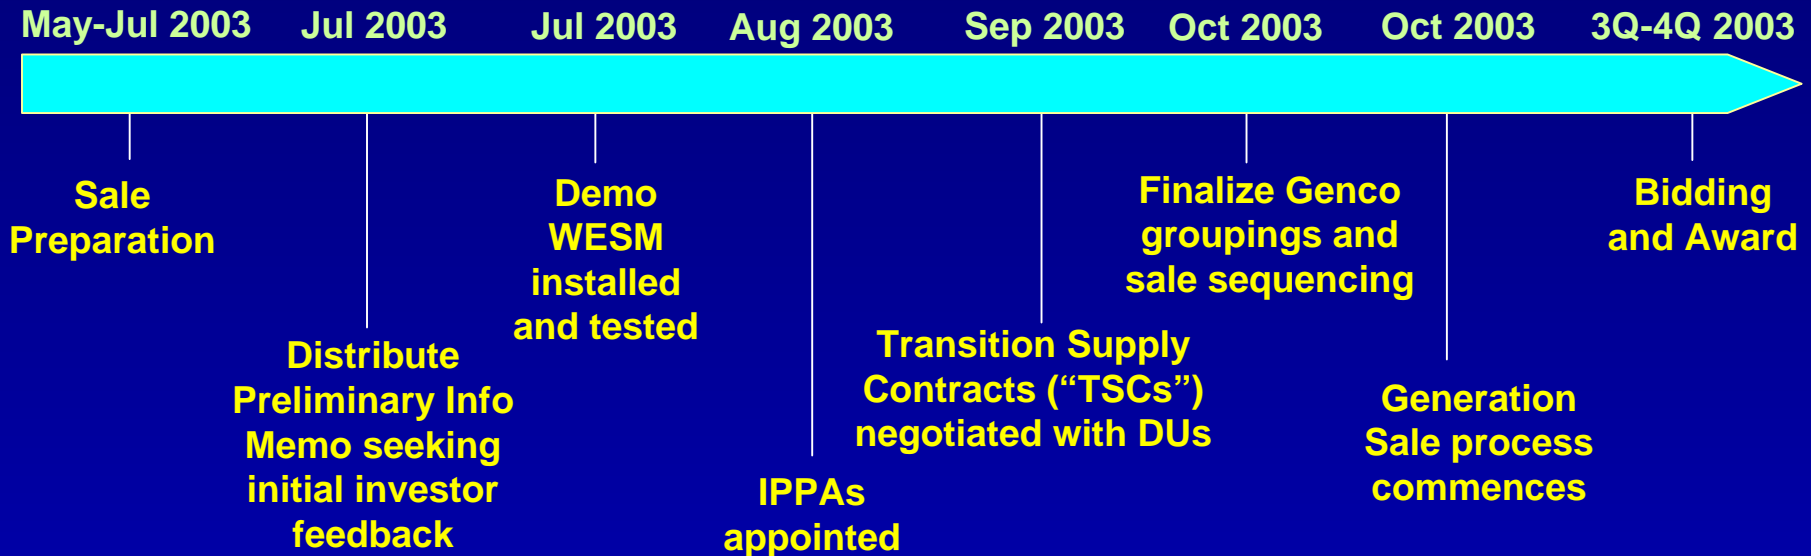 May-Jul 2003
Jul 2003
Jul 2003
Aug 2003
Sep 2003
Oct 2003
Oct 2003
3Q-4Q 2003
Sale
Preparation
Distribute
Preliminary Info
Memo seeking
initial investor
feedback
Demo
WESM
installed
and tested
IPPAs
appointed
Transition Supply
Contracts (“TSCs”)
negotiated with DUs
Finalize Genco
groupings and
sale sequencing
Generation
Sale process
commences
Bidding
and Award